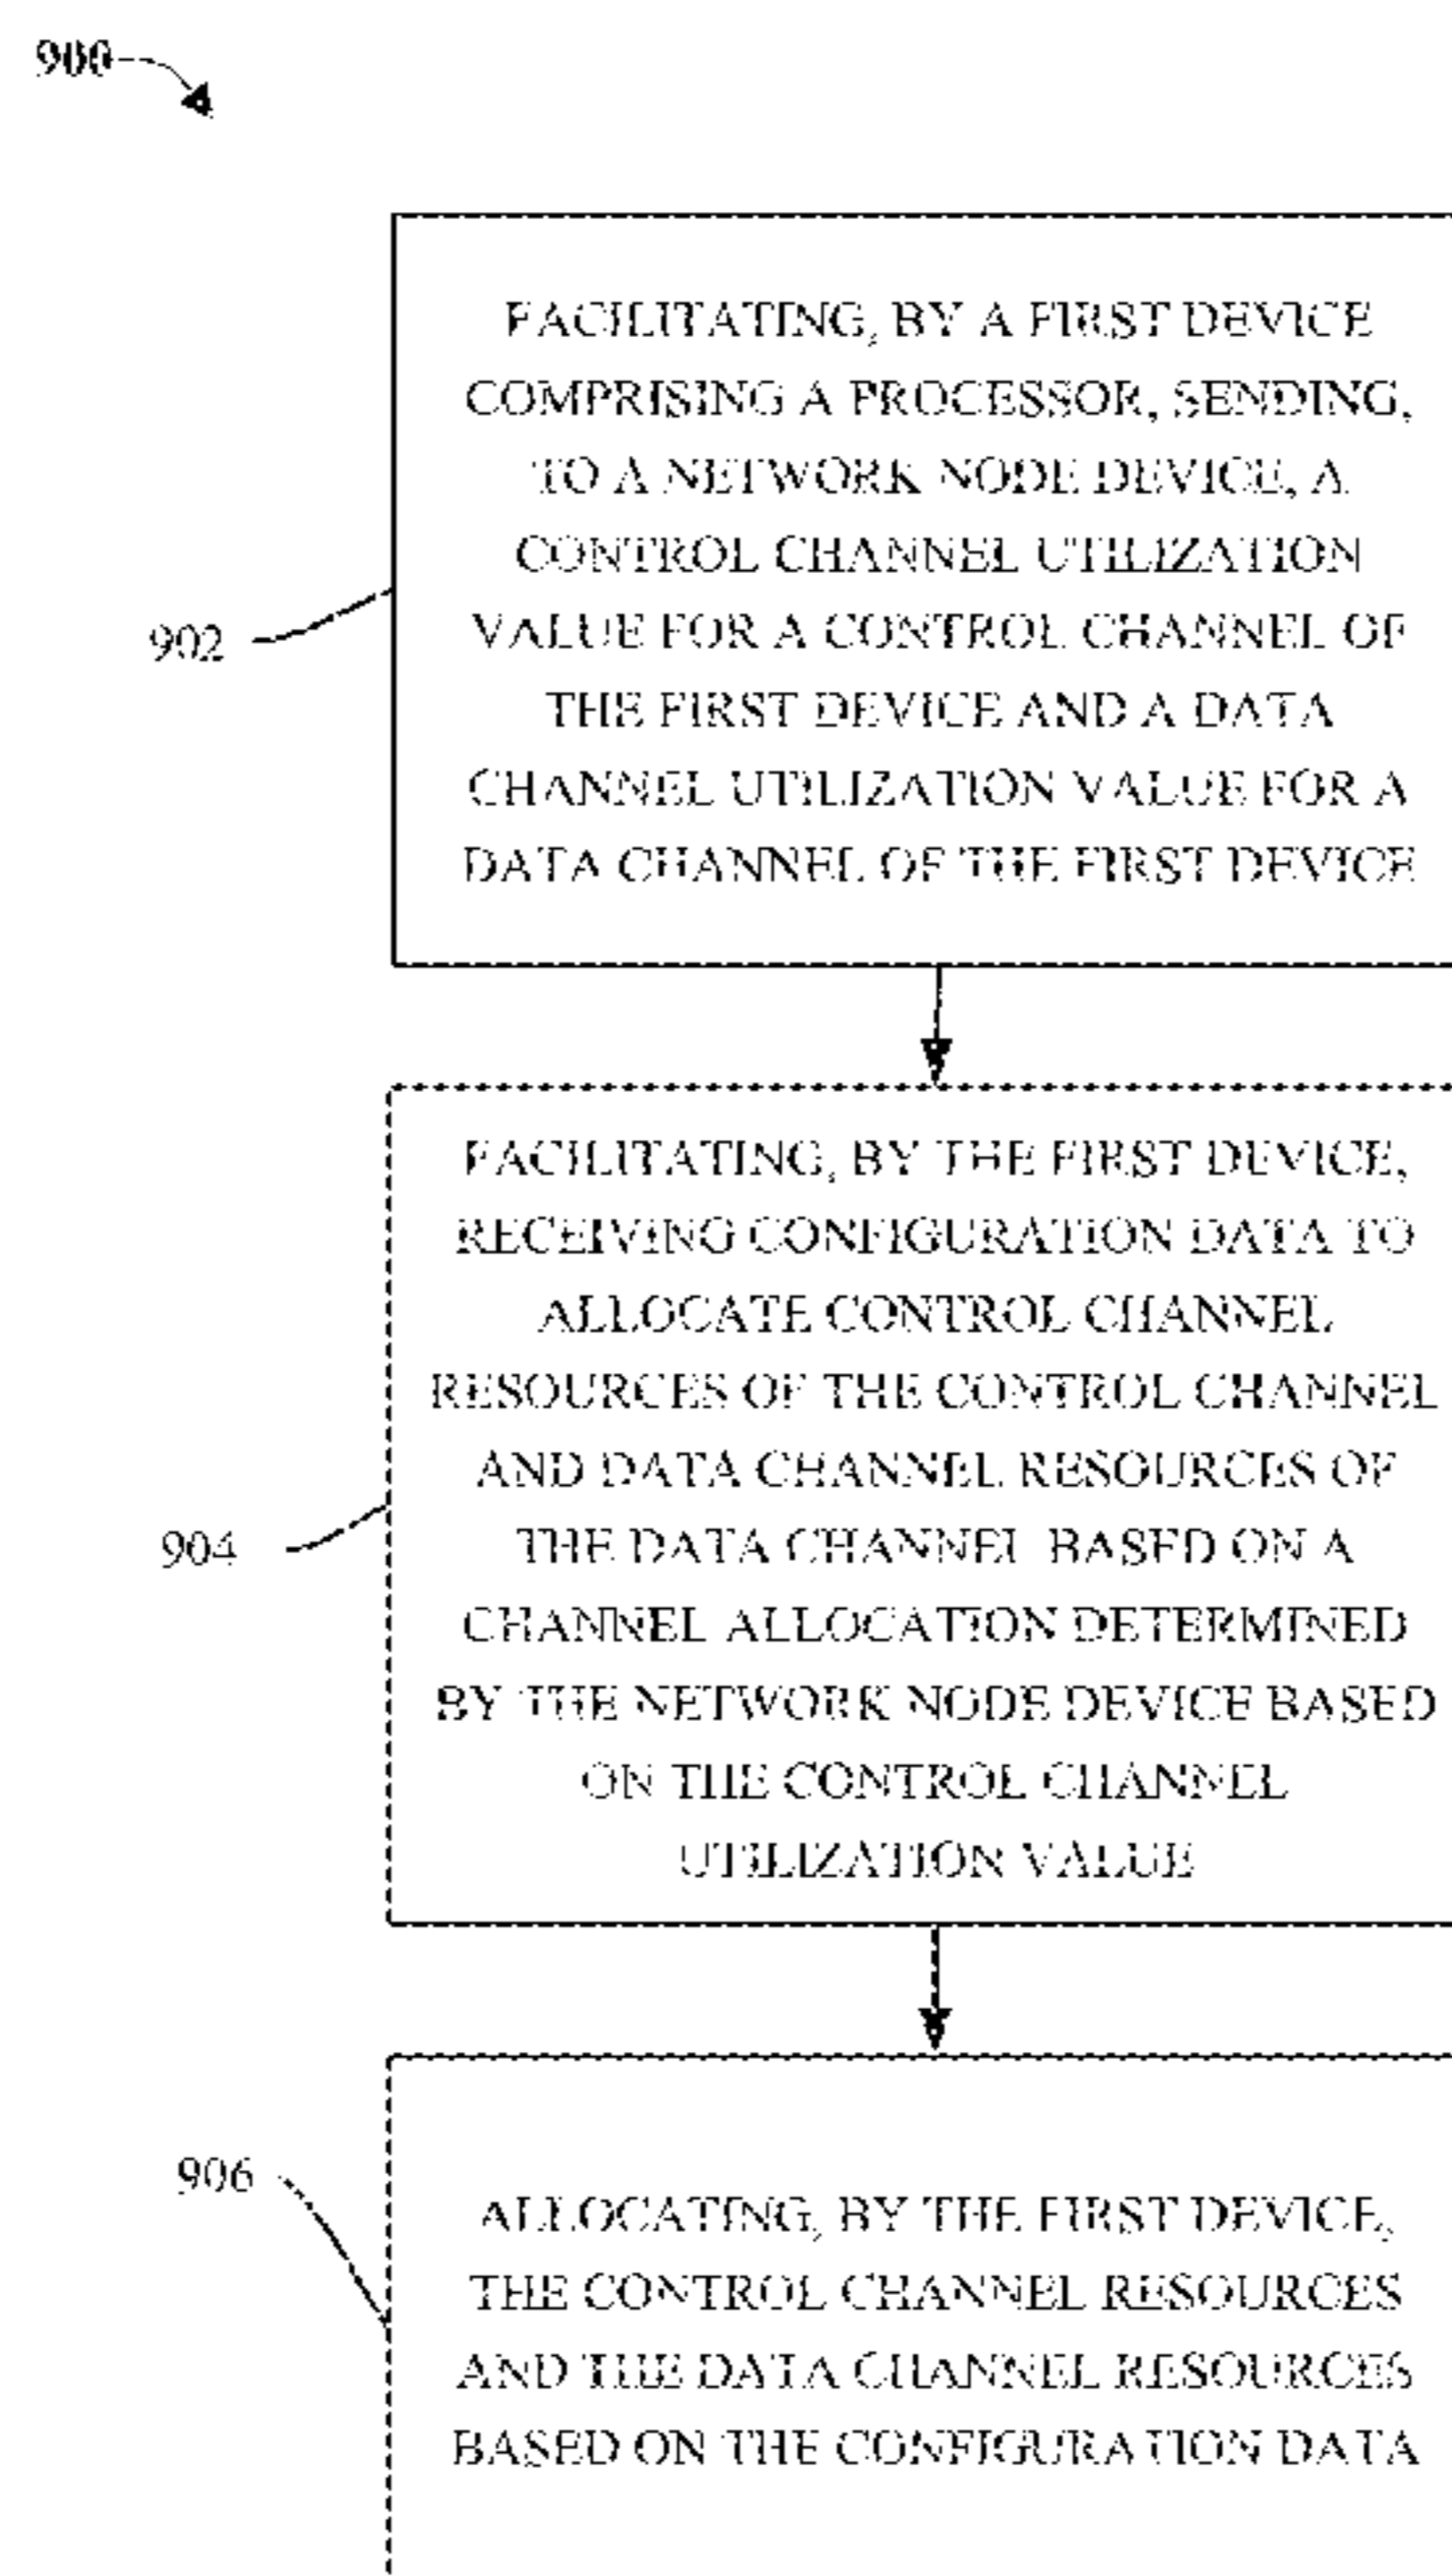 900
FACILITATING, BY A FIRST DEVICE
COMPRISING A PROCESSOR, SENDING,
TO A NETWORK NODE DEVICE, A
CONTROL CHANNEL UTILIZATION
VALUE FOR A CONTROL CHANNEL OF
THE FIRST DEVICE AND A DATA
CHANNEL UTILIZATION VALUE FOR A
DATA CHANNEL OF THE FIRST DEVICE
902
FACILITATING, BY THE FIRST DEVICE,
RECEIVING CONFIGURATION DATA TO
ALLOCATE CONTROL CHANNEL
RESOURCES OF THE CONTROL CHANNEL
AND DATA CHANNEL RESOURCES OF
THE DATA CHANNEL BASED ON A
CHANNEL ALLOCATION DETERMINED
BY THE NETWORK NODE DEVICE BASED
ON THE CONTROL CHANNEL
UTILIZATION VALUE
904
906
ALLOCATING, BY THE FIRST DEVICE,
THE CONTROL CHANNEL RESOURCES
AND THE DATA CHANNEL RESOURCES
BASED ON THE CONFIGURATION DATA